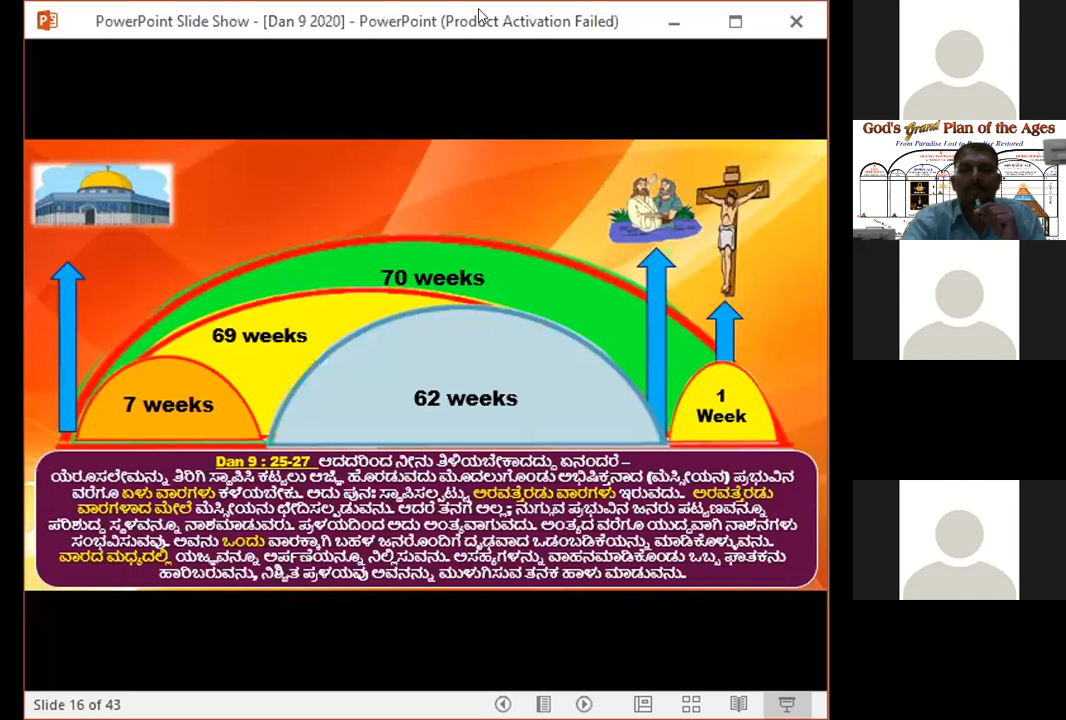 PowerPoint Slide Show - [Dan 9 2020] - PowerPoint (Product Activation Failed)
God's Grand Plan of the Ages
From Paradise Lost to Paradise Restored
70 weeks
69 weeks
7 weeks
62 weeks
1
Week
Dan 9 : 25-27 ಆದದರಿಂದ ನೀನು ತಿಳಿಯಬೇಕಾದದ್ದು ಏನಂದರೆ –
ಯೆರೂಸಲೇಮನ್ನು ತಿರಿಗಿ ಸ್ಥಾಪಿಸಿ ಕಟ್ಟಲು ಆಜ್ಞೆ ಹೊರಡುವದು ಮೊದಲುಗೊಂಡು ಅಭಿಷಿಕ್ತನಾದ (ಮೆಸ್ಸೀಯನ) ಪ್ರಭುವಿನ
ವರೆಗೂ ಏಳು ವಾರಗಳು ಕಳೆಯಬೇಕು. ಅದು ಪುನಃ ಸ್ಥಾಪಿಸಲ್ಪಟ್ಟು ಅರವತ್ತೆರಡು ವಾರಗಳು ಇರುವದು. ಅರವತ್ತೆರಡು
ವಾರಗಳಾದ ಮೇಲೆ ಮೆಸ್ಸೀಯನು ಛೇದಿಸಲ್ಪಡುವನು. ಆದರೆ ತನಗೆ ಅಲ್ಲ; ನುಗ್ಗುವ ಪ್ರಭುವಿನ ಜನರು ಪಟ್ಟಣವನ್ನೂ
ಪರಿಶುದ್ಧ ಸ್ಥಳವನ್ನೂ ನಾಶಮಾಡುವರು. ಪ್ರಳಯದಿಂದ ಅದು ಅಂತ್ಯವಾಗುವದು. ಅಂತ್ಯದ ವರೆಗೂ ಯುದ್ಧವಾಗಿ ನಾಶನಗಳು
ಸಂಭವಿಸುವವು. ಅವನು ಒಂದು ವಾರಕ್ಕಾಗಿ ಬಹಳ ಜನರೊಂದಿಗೆ ದೃಢವಾದ ಒಡಂಬಡಿಕೆಯನ್ನು ಮಾಡಿಕೊಳ್ಳುವನು.
ವಾರದ ಮಧ್ಯದಲ್ಲಿ ಯಜ್ಞವನ್ನೂ ಅರ್ಪಣೆಯನ್ನೂ ನಿಲ್ಲಿಸುವನು. ಅಸಹ್ಯಗಳನ್ನು ವಾಹನಮಾಡಿಕೊಂಡು ಒಬ್ಬ ಘಾತಕನು
ಹಾರಿಬರುವನು, ನಿಶ್ಚಿತ ಪ್ರಳಯವು ಅವನನ್ನು ಮುಳುಗಿಸುವ ತನಕ ಹಾಳು ಮಾಡುವನು.
Slide 16 of 43